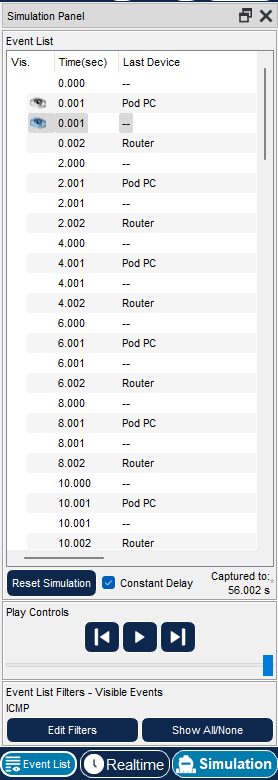 Simulation Panel
Event List
Vis. Time(sec) Last Device
0.000 --
0.001 Pod PC
0.001 --
0.002 Router
2.000 --
2.001 Pod PC
2.001 --
2.002 Router
4.000 --
4.001 Pod PC
4.001 --
4.002 Router
6.000 --
6.001 Pod PC
6.001 --
6.002 Router
8.000 --
8.001 Pod PC
8.001 --
8.002 Router
10.000 --
10.001 Pod PC
10.001 --
10.002 Router
Reset Simulation Constant Delay Captured to:
56.002 s
Play Controls
Event List Filters - Visible Events
ICMP
Edit Filters Show All/None
Event List Realtime Simulation